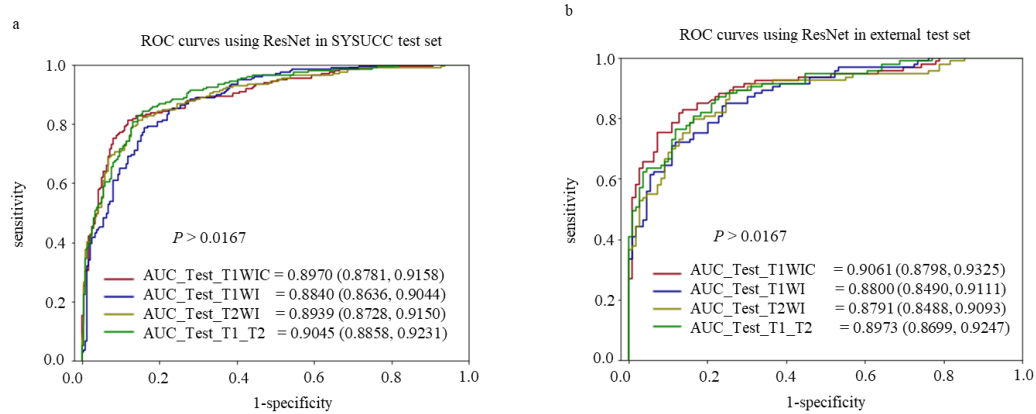 a
ROC curves using ResNet in SYSUCC test set
1.0
0.8
0.6
0.4
0.2
0.0
sensitivity
P > 0.0167
AUC_Test_T1WIC = 0.8970 (0.8781, 0.9158)
AUC_Test_T1WI = 0.8840 (0.8636, 0.9044)
AUC_Test_T2WI = 0.8939 (0.8728, 0.9150)
AUC_Test_T1_T2 = 0.9045 (0.8858, 0.9231)
0.0 0.2 0.4 0.6 0.8 1.0
1-specificity
b
ROC curves using ResNet in external test set
1.0
0.8
0.6
0.4
0.2
0.0
sensitivity
P > 0.0167
AUC_Test_T1WIC = 0.9061 (0.8798, 0.9325)
AUC_Test_T1WI = 0.8800 (0.8490, 0.9111)
AUC_Test_T2WI = 0.8791 (0.8488, 0.9093)
AUC_Test_T1_T2 = 0.8973 (0.8699, 0.9247)
0.0 0.2 0.4 0.6 0.8 1.0
1-specificity